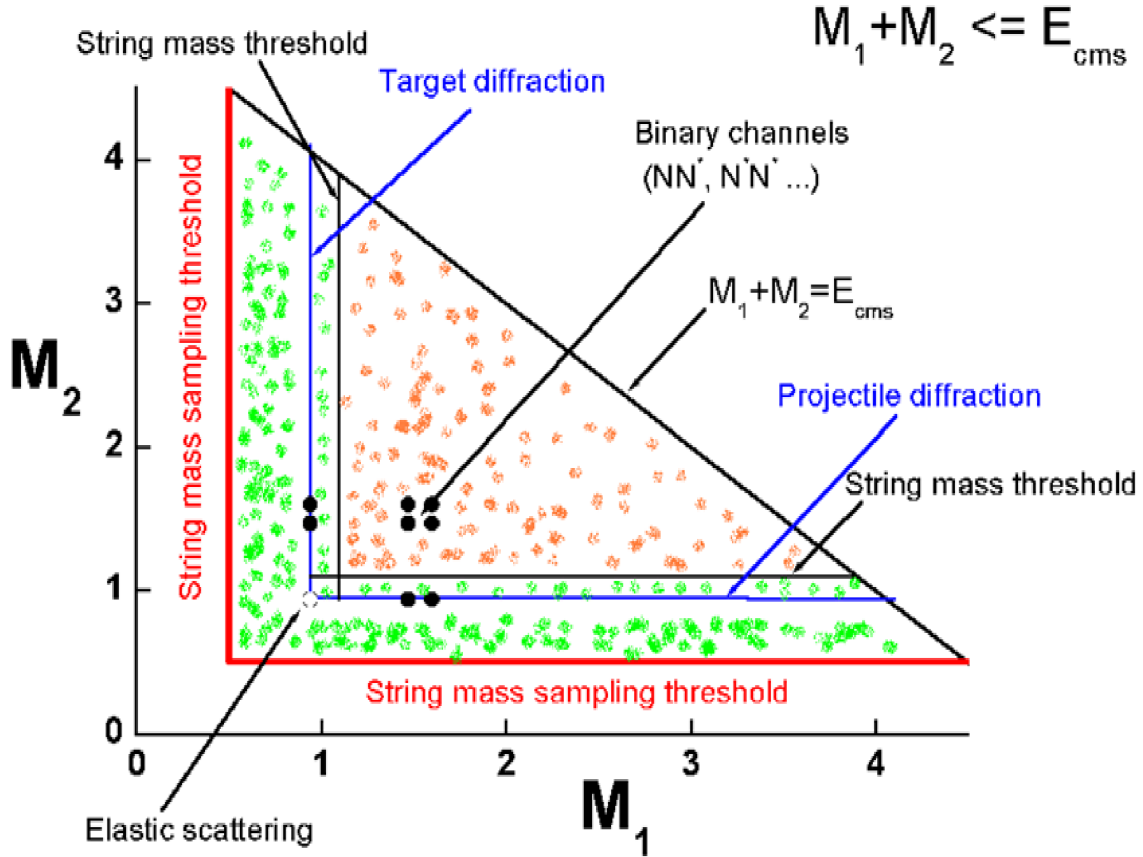 M₁+M₂ <= E_cms
String mass threshold
Target diffraction
Binary channels
(NN*, N*N* ...)
M₁+M₂=E_cms
Projectile diffraction
String mass threshold
String mass sampling threshold
M₂
4
3
2
1
0
String mass sampling threshold
0 1 2 3 4
M₁
Elastic scattering